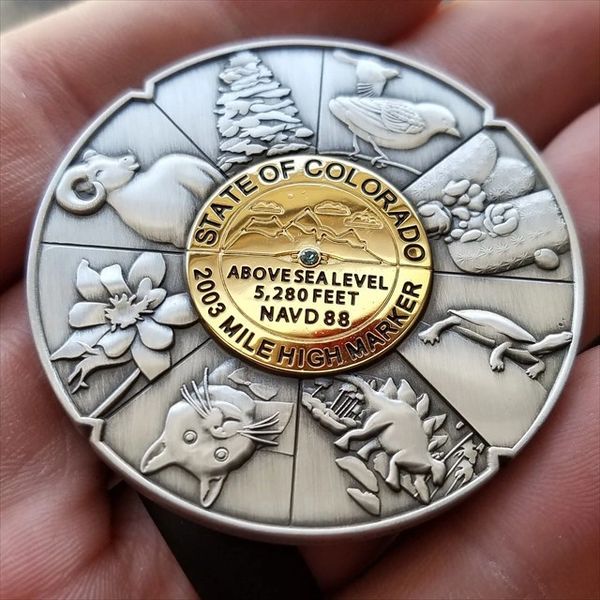 STATE OF COLORADO
ABOVE SEA LEVEL
5,280 FEET
NAVD 88
2003 MILE HIGH MARKER